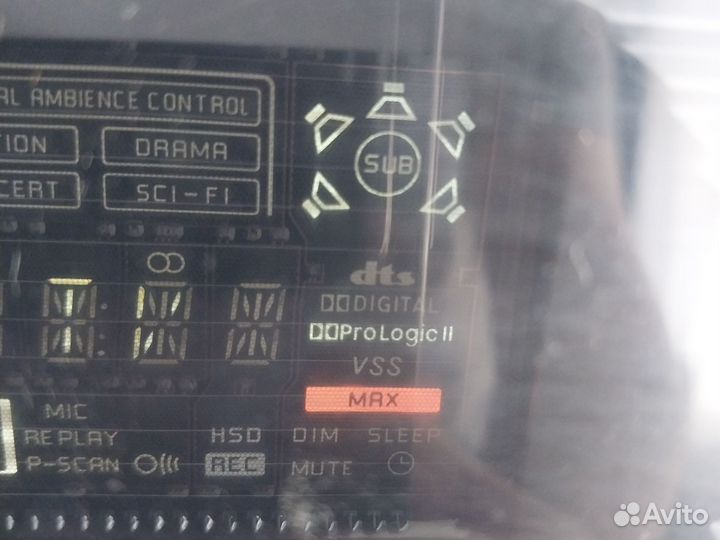 AL AMBIENCE CONTROL
TION
DRAMA
CERT
SCI-FI
SUB
dts
DIGITAL
ProLogic II
VSS
MAX
MIC
REPLAY
P-SCAN
HSD
DIM
SLEEP
REC
MUTE
Avito